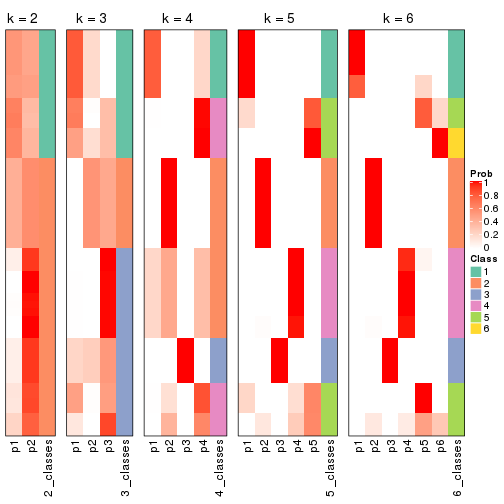 k = 2
k = 3
k = 4
k = 5
k = 6
Prob
1
0.8
0.6
0.4
0.2
0
Class
1
2
3
4
5
6
p1
p2
2_classes
p1
p2
p3
3_classes
p1
p2
p3
p4
4_classes
p1
p2
p3
p4
p5
5_classes
p1
p2
p3
p4
p5
p6
6_classes